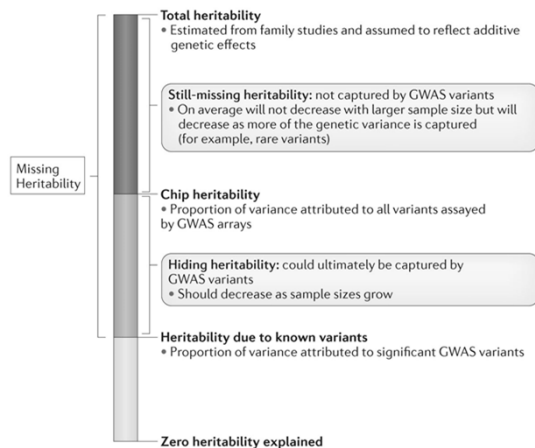 Total heritability
• Estimated from family studies and assumed to reflect additive
genetic effects
Still-missing heritability: not captured by GWAS variants
• On average will not decrease with larger sample size but will
decrease as more of the genetic variance is captured
(for example, rare variants)
Missing
Heritability
Chip heritability
• Proportion of variance attributed to all variants assayed
by GWAS arrays
Hiding heritability: could ultimately be captured by
GWAS variants
• Should decrease as sample sizes grow
Heritability due to known variants
• Proportion of variance attributed to significant GWAS variants
Zero heritability explained